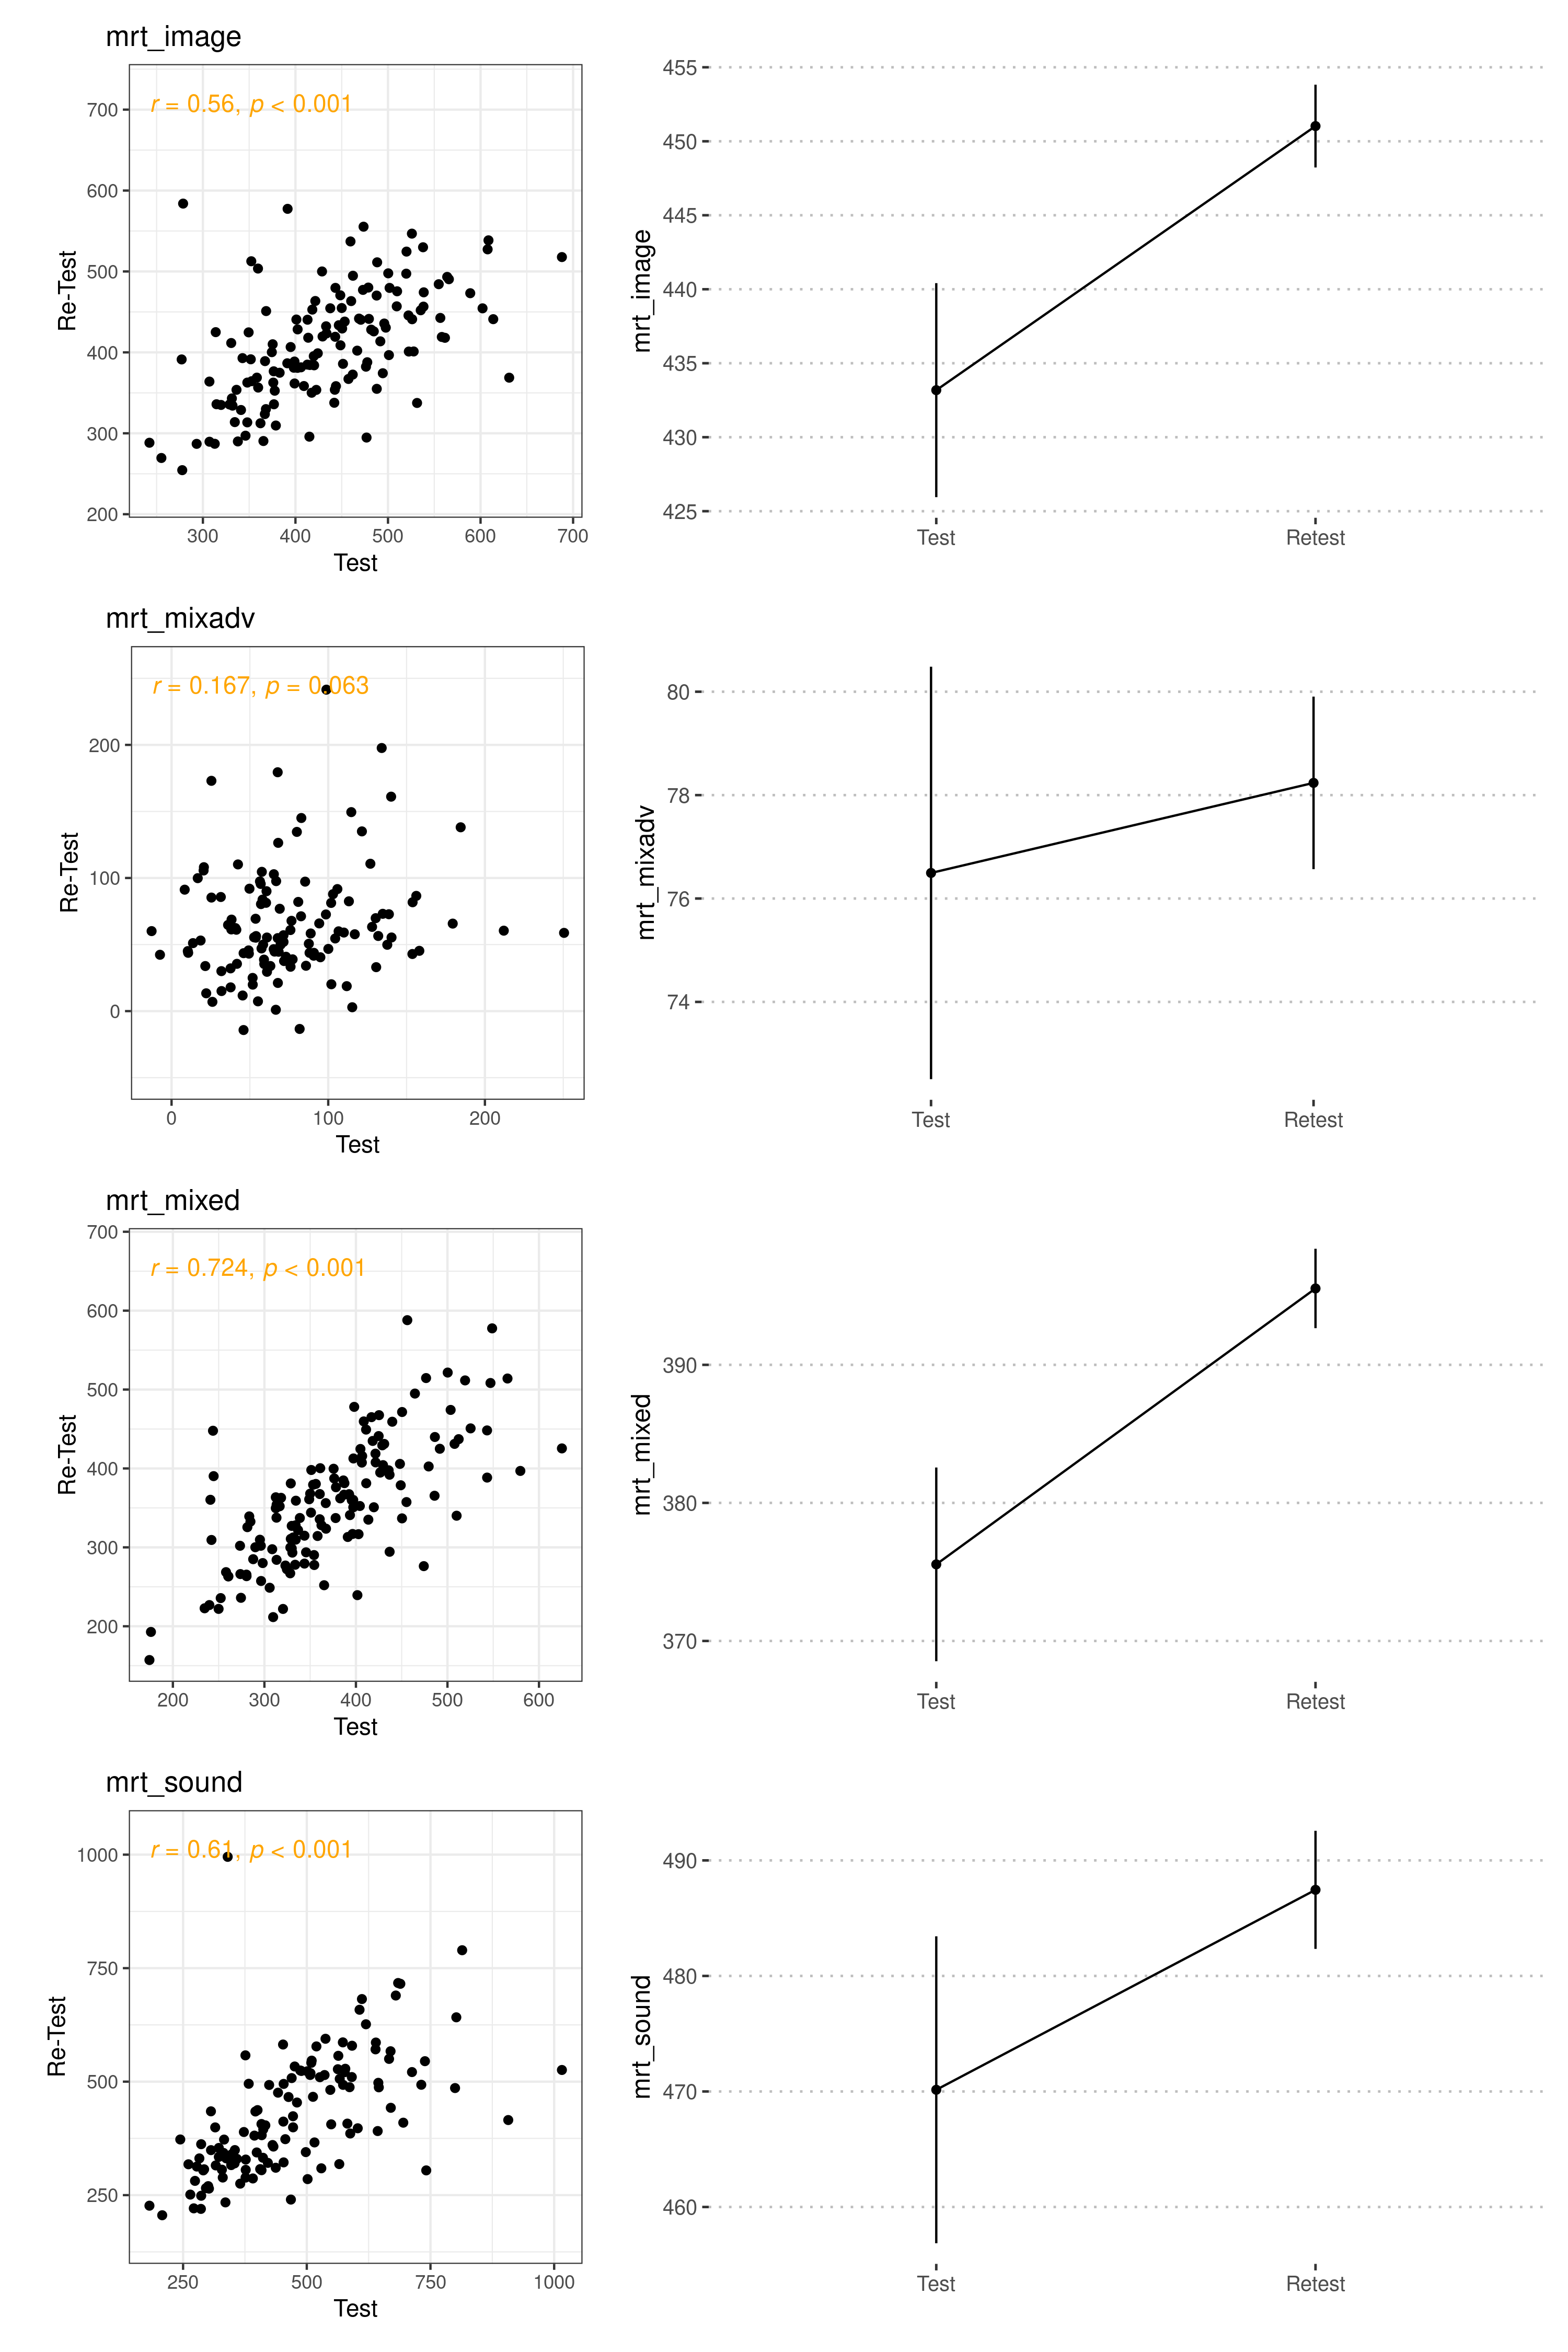 mrt_image
r = 0.56, p < 0.001
700
600
500
400
300
200
Re-Test
300 400 500 600 700
Test
455
450
445
440
435
430
425
mrt_image
Test Retest
mrt_mixadv
r = 0.167, p = 0.063
200
100
0
Re-Test
0 100 200
Test
80
78
76
74
mrt_mixadv
Test Retest
mrt_mixed
r = 0.724, p < 0.001
700
600
500
400
300
200
Re-Test
200 300 400 500 600
Test
390
380
370
mrt_mixed
Test Retest
mrt_sound
r = 0.61, p < 0.001
1000
750
500
250
Re-Test
250 500 750 1000
Test
490
480
470
460
mrt_sound
Test Retest